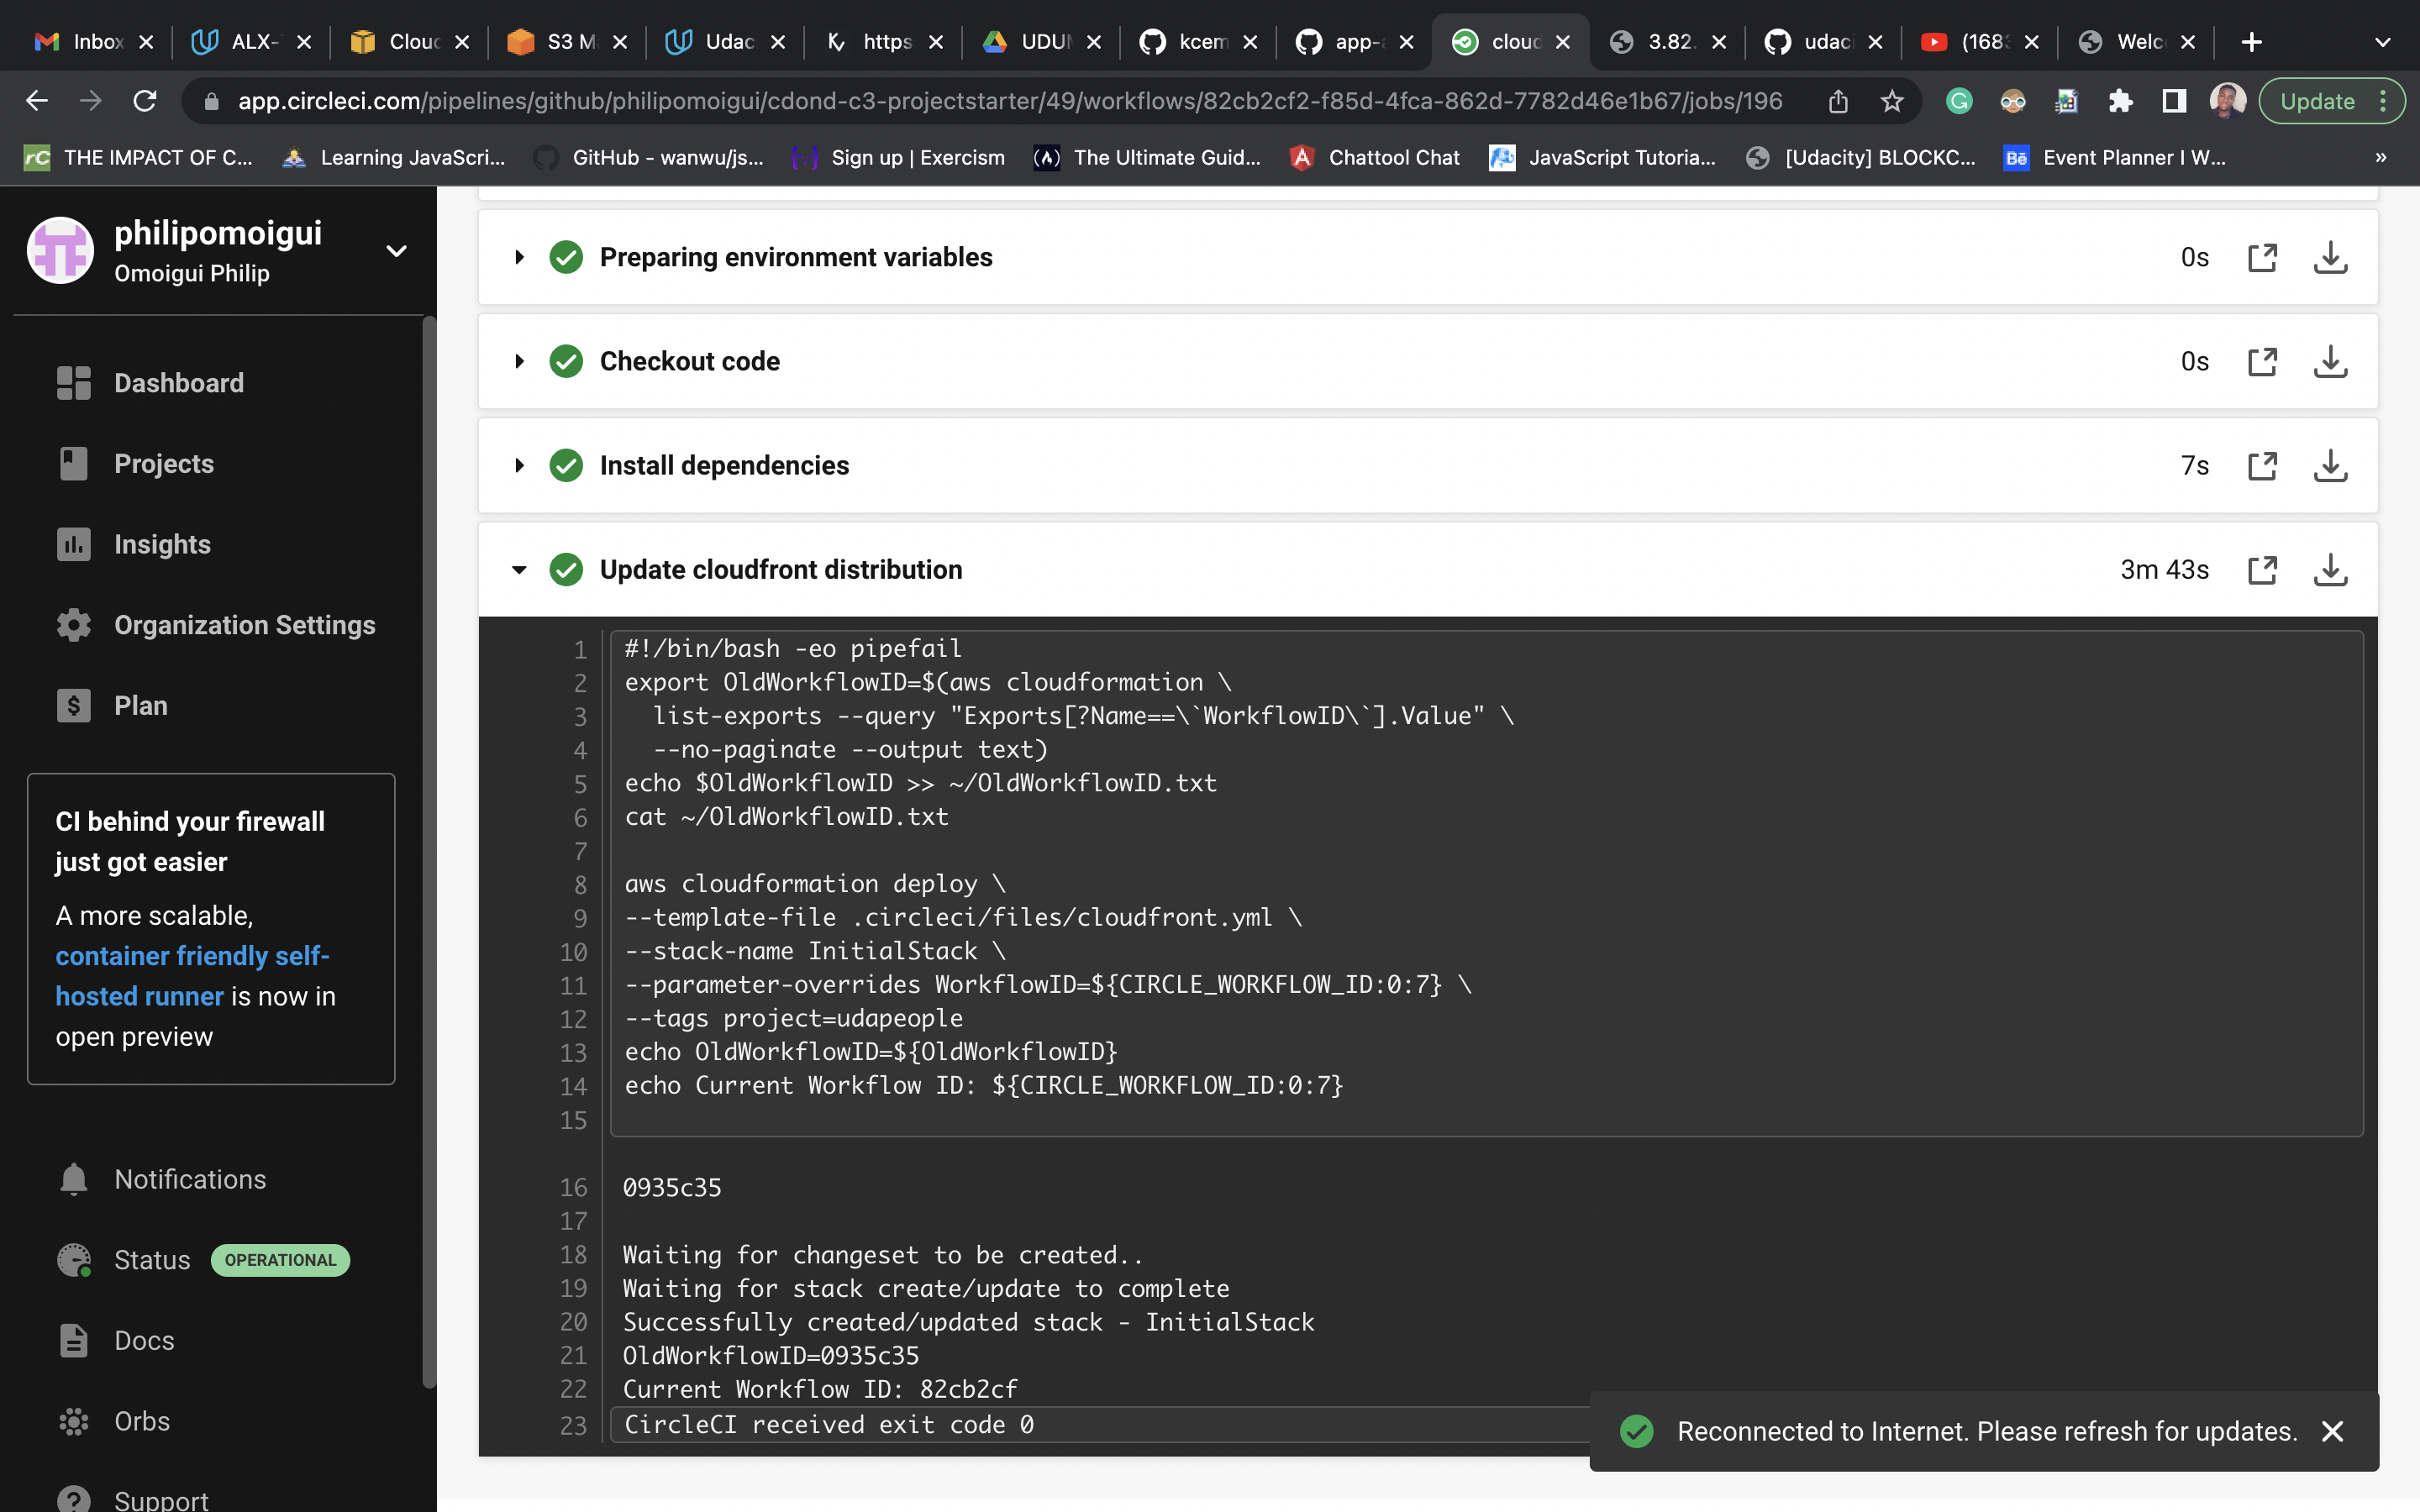 Inbox
ALX-
Cloud
S3 M
Udac
https
UDUM
kcem
app-a
cloud
3.82.
udaci
(1683
Welc
app.circleci.com/pipelines/github/philipomoigui/cdond-c3-projectstarter/49/workflows/82cb2cf2-f85d-4fca-862d-7782d46e1b67/jobs/196
Update
rC THE IMPACT OF C...
Learning JavaScri...
GitHub - wanwu/js...
Sign up | Exercism
The Ultimate Guid...
Chattool Chat
JavaScript Tutoria...
[Udacity] BLOCKC...
Bē Event Planner I W...
»
philipomoigui
Omoigui Philip
Dashboard
Projects
Insights
Organization Settings
Plan
CI behind your firewall
just got easier
A more scalable,
container friendly self-
hosted runner is now in
open preview
Notifications
Status OPERATIONAL
Docs
Orbs
Support
Preparing environment variables 0s
Checkout code 0s
Install dependencies 7s
Update cloudfront distribution 3m 43s
1 #!/bin/bash -eo pipefail
2 export OldWorkflowID=$(aws cloudformation \
3 list-exports --query "Exports[?Name==\`WorkflowID\`].Value" \
4 --no-paginate --output text)
5 echo $OldWorkflowID >> ~/OldWorkflowID.txt
6 cat ~/OldWorkflowID.txt
7
8 aws cloudformation deploy \
9 --template-file .circleci/files/cloudfront.yml \
10 --stack-name InitialStack \
11 --parameter-overrides WorkflowID=${CIRCLE_WORKFLOW_ID:0:7} \
12 --tags project=udapeople
13 echo OldWorkflowID=${OldWorkflowID}
14 echo Current Workflow ID: ${CIRCLE_WORKFLOW_ID:0:7}
15
16 0935c35
17
18 Waiting for changeset to be created..
19 Waiting for stack create/update to complete
20 Successfully created/updated stack - InitialStack
21 OldWorkflowID=0935c35
22 Current Workflow ID: 82cb2cf
23 CircleCI received exit code 0
Reconnected to Internet. Please refresh for updates.